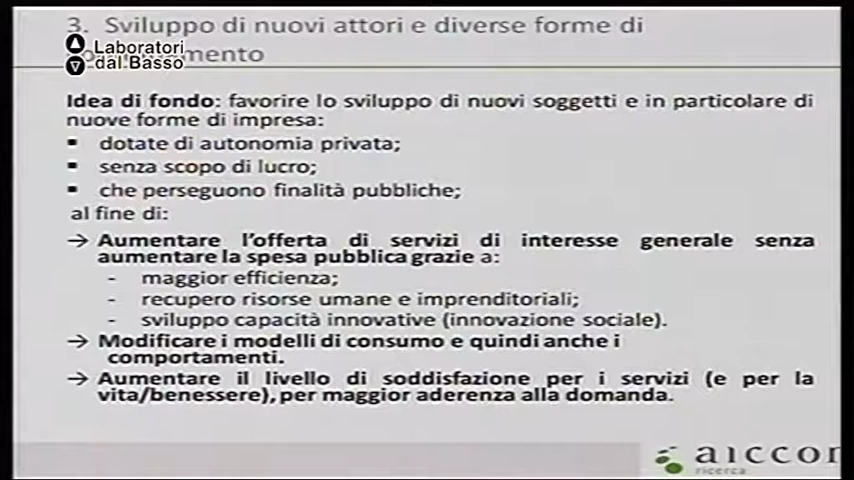 3. Sviluppo di nuovi attori e diverse forme di
mento
Laboratori
dal Basso
Idea di fondo: favorire lo sviluppo di nuovi soggetti e in particolare di
nuove forme di impresa:
▪ dotate di autonomia privata;
▪ senza scopo di lucro;
▪ che perseguono finalità pubbliche;
al fine di:
→ Aumentare l'offerta di servizi di interesse generale senza
aumentare la spesa pubblica grazie a:
- maggior efficienza;
- recupero risorse umane e imprenditoriali;
- sviluppo capacità innovative (innovazione sociale).
→ Modificare i modelli di consumo e quindi anche i
comportamenti.
→ Aumentare il livello di soddisfazione per i servizi (e per la
vita/benessere), per maggior aderenza alla domanda.
aiccor
ricerca